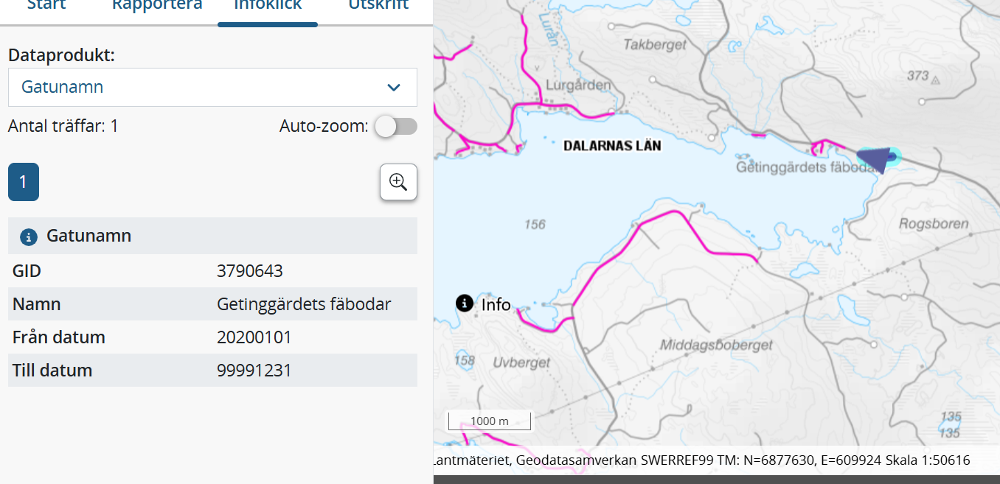 Start Rapportera Infoklick Utskrift
Dataprodukt:
Gatunamn
Antal träffar: 1 Auto-zoom:
1
Gatunamn
GID 3790643
Namn Getinggärdets fäbodar
Från datum 20200101
Till datum 99991231
Lurån
Takberget
373
Lurgården
DALARNAS LÄN
Getinggärdets fäbodar
156
Rogsboren
Info
Middagsboberget
158 Uvberget
1000 m
135
135
Lantmäteriet, Geodatasamverkan SWERREF99 TM: N=6877630, E=609924 Skala 1:50616